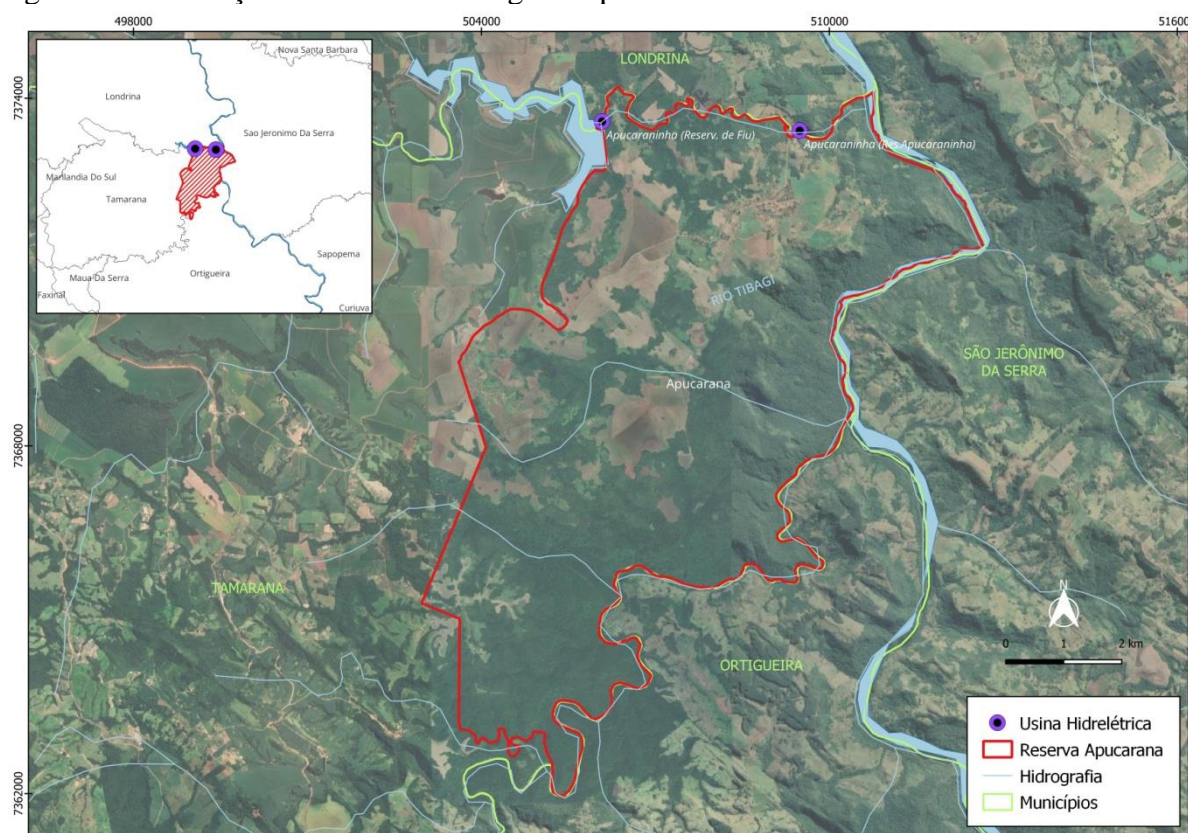 498000
504000
510000
51600
7374000
7368000
7362000
Nova Santa Barbara
Londrina
Sao Jeronimo Da Serra
Marilandia Do Sul
Tamarana
Sapopema
Maua Da Serra
Ortigueira
Faxinal
Curiuva
LONDRINA
Apucaraninha (Reserv. de Fiu)
Apucaraninha (Res.Apucaraninha)
RIO TIBAGI
SÃO JERÔNIMO
DA SERRA
Apucarana
TAMARANA
ORTIGUEIRA
N
0 1 2 km
Usina Hidrelétrica
Reserva Apucarana
Hidrografia
Municípios